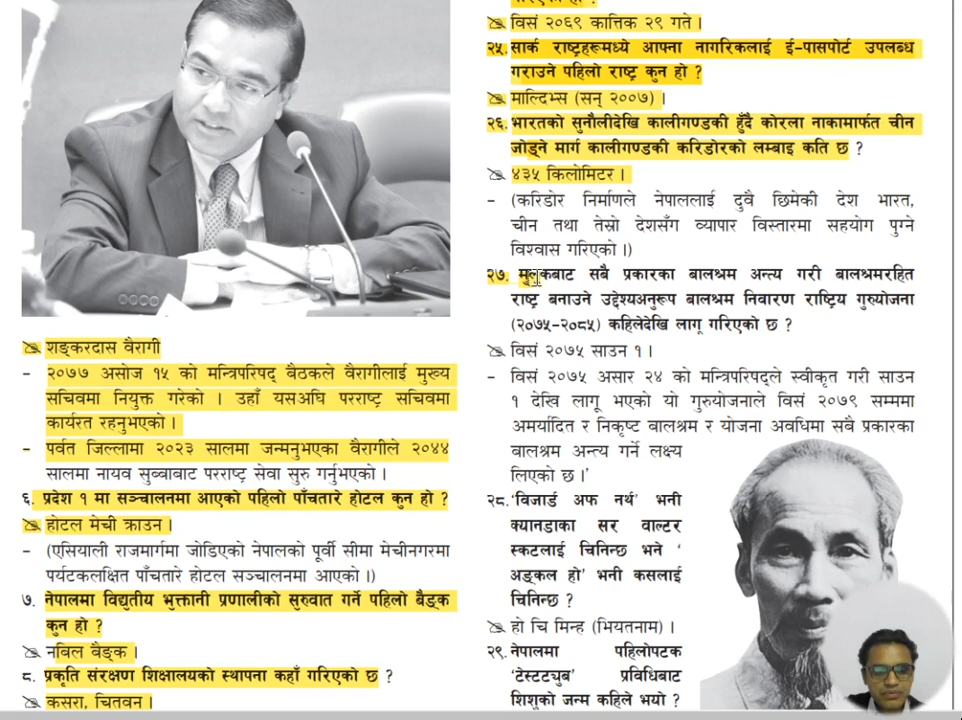 शङ्करदास वैरागी
– २०७७ असोज १५ को मन्त्रिपरिषद् बैठकले वैरागीलाई मुख्य
सचिवमा नियुक्त गरेको । उहाँ यसअघि परराष्ट्र सचिवमा
कार्यरत रहनुभएको ।
– पर्वत जिल्लामा २०२३ सालमा जन्मनुभएका वैरागीले २०४४
सालमा नायव सुब्बाबाट परराष्ट्र सेवा सुरु गर्नुभएको ।
६. प्रदेश १ मा सञ्चालनमा आएको पहिलो पाँचतारे होटल कुन हो ?
होटल मेची क्राउन ।
– (एसियाली राजमार्गमा जोडिएको नेपालको पूर्वी सीमा मेचीनगरमा
पर्यटकलक्षित पाँचतारे होटल सञ्चालनमा आएको ।)
७. नेपालमा विद्युतीय भुक्तानी प्रणालीको सुरुवात गर्ने पहिलो बैङ्क
कुन हो ?
नबिल बैङ्क ।
८. प्रकृति संरक्षण शिक्षालयको स्थापना कहाँ गरिएको छ ?
कसरा, चितवन ।
विसं २०६९ कात्तिक २९ गते ।
२५. सार्क राष्ट्रहरूमध्ये आफ्ना नागरिकलाई ई-पासपोर्ट उपलब्ध
गराउने पहिलो राष्ट्र कुन हो ?
माल्दिभ्स (सन् २००७) ।
२६. भारतको सुनौलीदेखि कालीगण्डकी हुँदै कोरला नाकामार्फत चीन
जोड्ने मार्ग कालीगण्डकी करिडोरको लम्बाइ कति छ ?
४३५ किलोमिटर ।
– (करिडोर निर्माणले नेपाललाई दुवै छिमेकी देश भारत,
चीन तथा तेस्रो देशसँग व्यापार विस्तारमा सहयोग पुग्ने
विश्वास गरिएको ।)
२७. मुलुकबाट सबै प्रकारका बालश्रम अन्त्य गरी बालश्रमरहित
राष्ट्र बनाउने उद्देश्यअनुरूप बालश्रम निवारण राष्ट्रिय गुरुयोजना
(२०७५-२०८५) कहिलेदेखि लागू गरिएको छ ?
विसं २०७५ साउन १ ।
– विसं २०७५ असार २४ को मन्त्रिपरिषद्ले स्वीकृत गरी साउन
१ देखि लागू भएको यो गुरुयोजनाले विसं २०७९ सम्ममा
अमर्यादित र निकृष्ट बालश्रम र योजना अवधिमा सबै प्रकारका
बालश्रम अन्त्य गर्ने लक्ष्य
लिएको छ ।'
२८. 'विजार्ड अफ नर्थ' भनी
क्यानडाका सर वाल्टर
स्कटलाई चिनिन्छ भने '
अङ्कल हो' भनी कसलाई
चिनिन्छ ?
हो चि मिन्ह (भियतनाम) ।
२९. नेपालमा पहिलोपटक
'टेस्टट्युब' प्रविधिबाट
शिशुको जन्म कहिले भयो ?